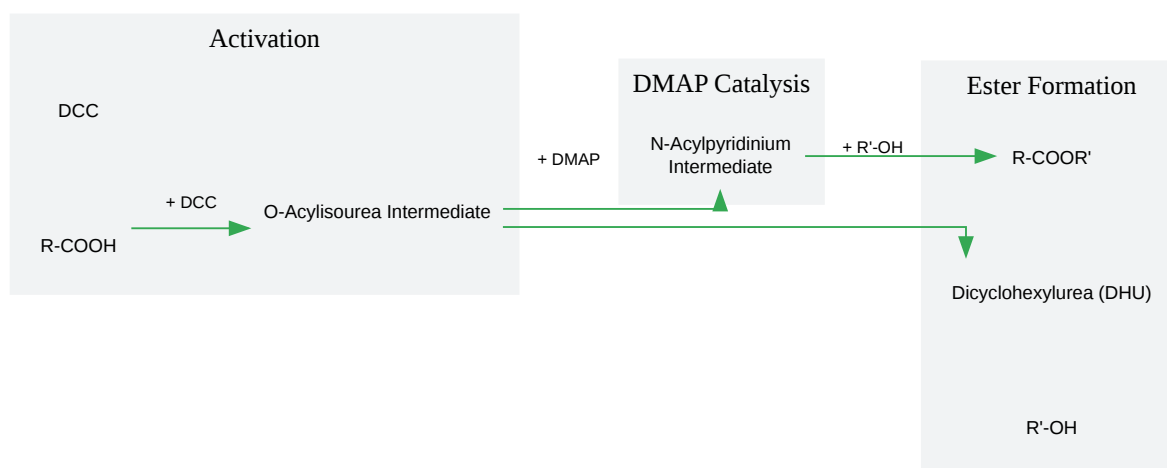 Activation
DCC
+ DCC
R-COOH
O-Acylisourea Intermediate
+ DMAP
DMAP Catalysis
N-Acylpyridinium
Intermediate
+ R'-OH
Ester Formation
R-COOR'
Dicyclohexylurea (DHU)
R'-OH